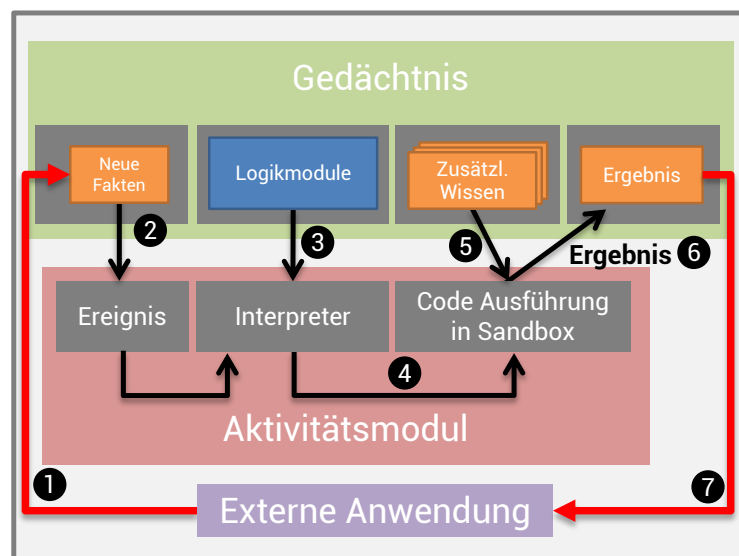 Gedächtnis
Neue
Fakten
Logikmodule
Zusätzl.
Wissen
Ergebnis
2
3
5
Ergebnis 6
Ereignis
Interpreter
Code Ausführung
in Sandbox
4
Aktivitätsmodul
1
7
Externe Anwendung